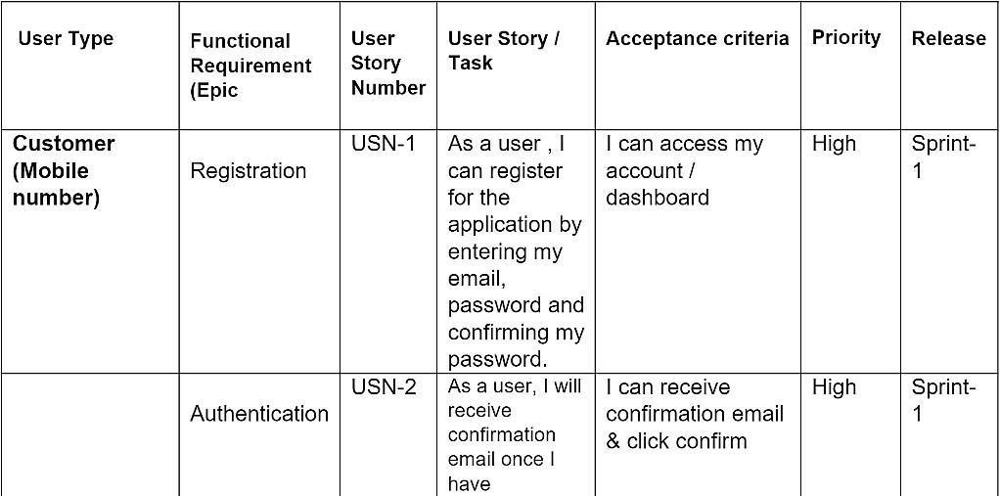 User Type
Functional
Requirement
(Epic
User
Story
Number
User Story /
Task
Acceptance criteria
Priority
Release
Customer
(Mobile
number)
Registration
USN-1
As a user , I
can register
for the
application by
entering my
email,
password and
confirming my
password.
I can access my
account /
dashboard
High
Sprint-
1
Authentication
USN-2
As a user, I will
receive
confirmation
email once I
have
I can receive
confirmation email
& click confirm
High
Sprint-
1